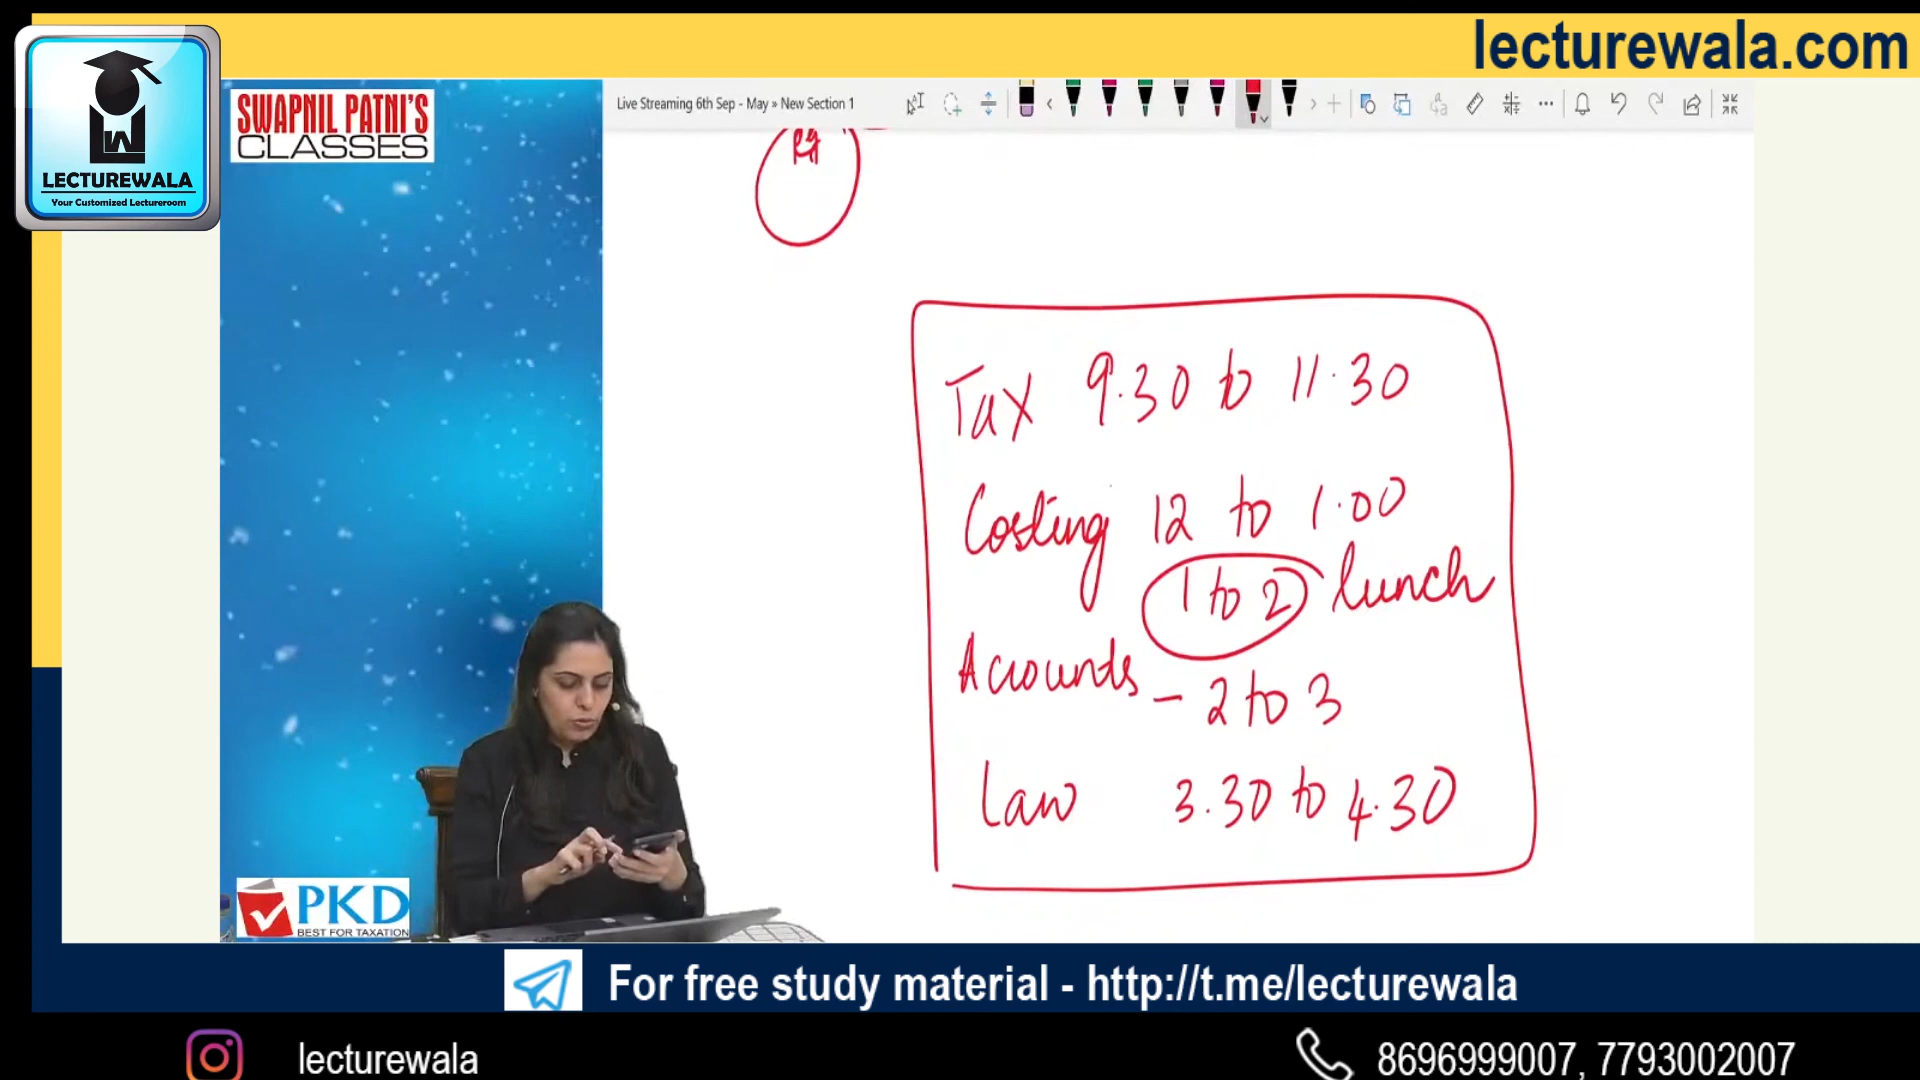 lecturewala.com
LECTUREWALA
Your Customized Lectureroom
SWAPNIL PATNI'S
CLASSES
Live Streaming 6th Sep - May » New Section 1
Tax 9.30 to 11.30
Costing 12 to 1.00
1 to 2 lunch
Accounts - 2 to 3
Law 3.30 to 4.30
PKD
BEST FOR TAXATION
For free study material - http://t.me/lecturewala
lecturewala
8696999007, 7793002007